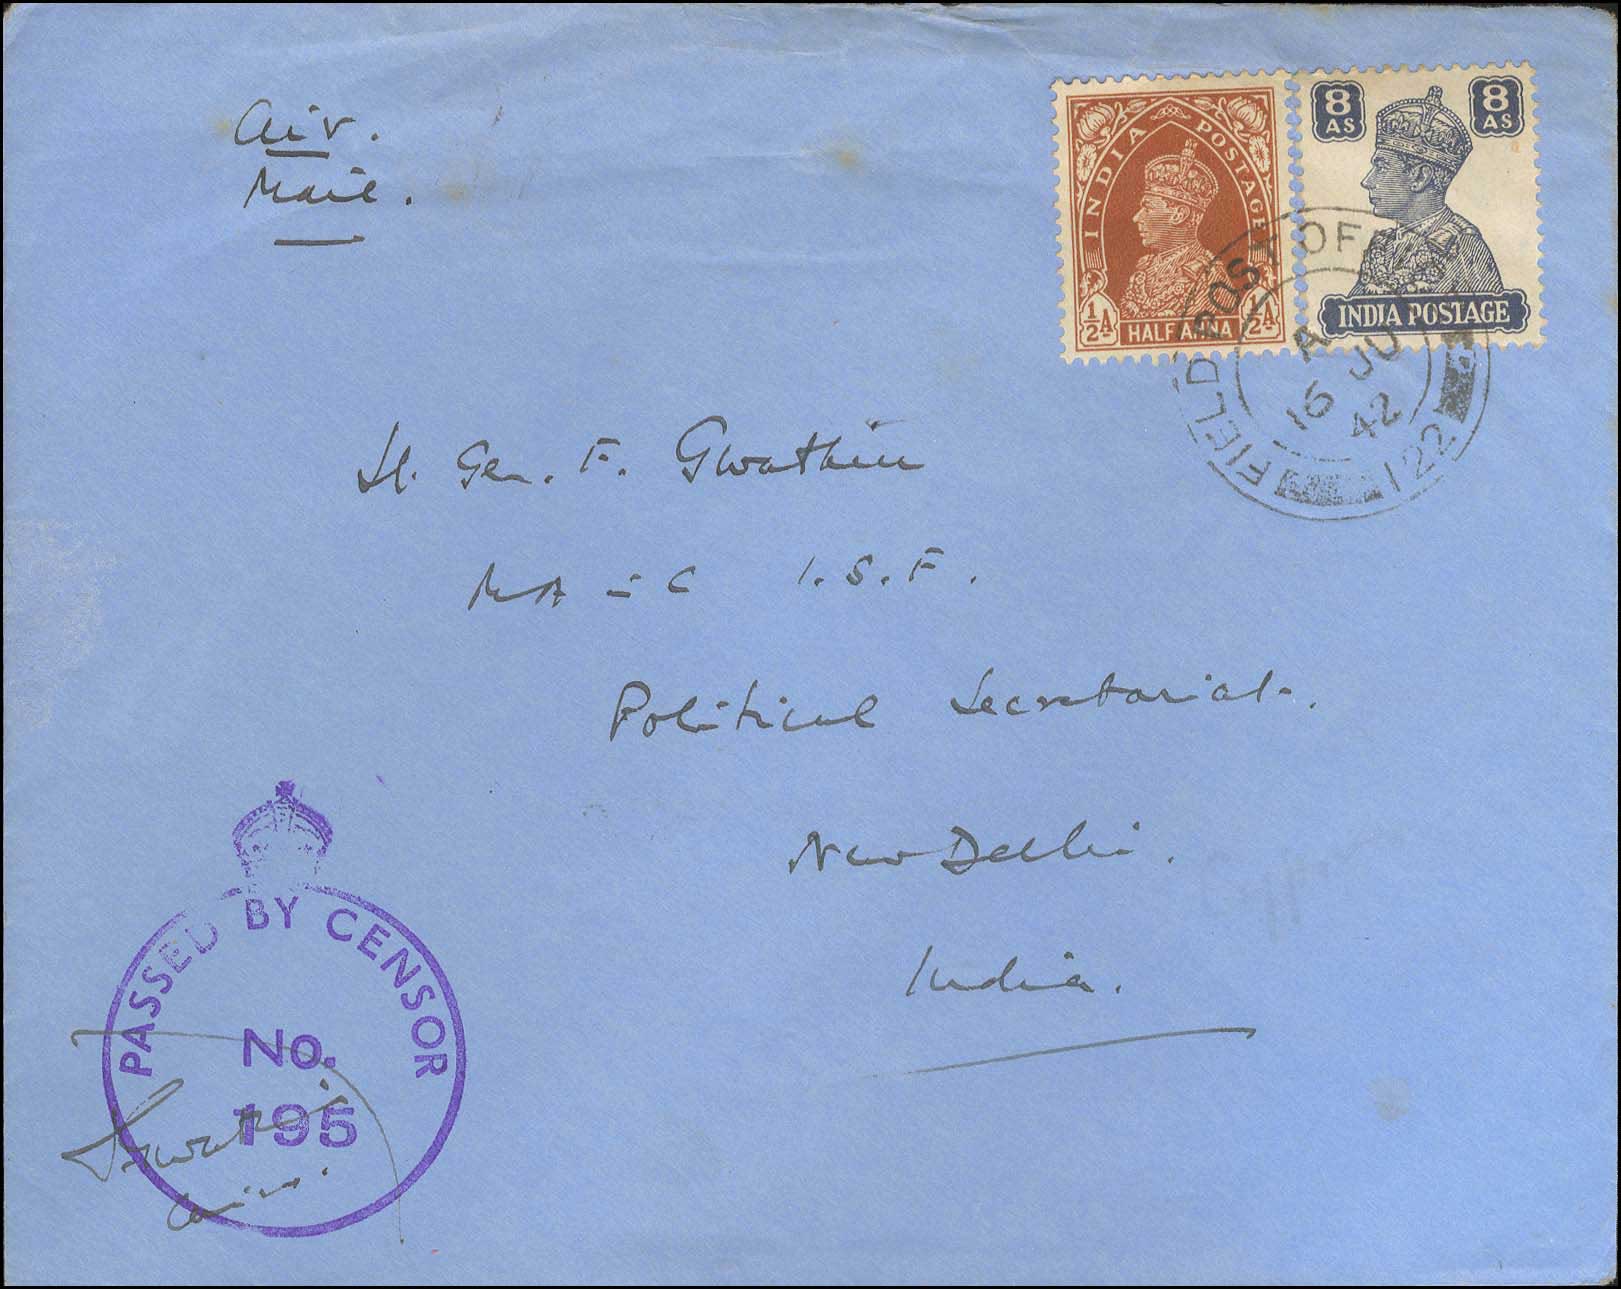 Air.
Mail.
INDIA POSTAGE
½A HALF ANNA ½A
8 AS 8 AS
INDIA POSTAGE
FIELD POST OFFICE
A
16 JU
42
122
Lt. Gen. F. Gwatkin
I.S.F.
Political Secretariat.
New Delhi.
India.
PASSED BY CENSOR
No.
195